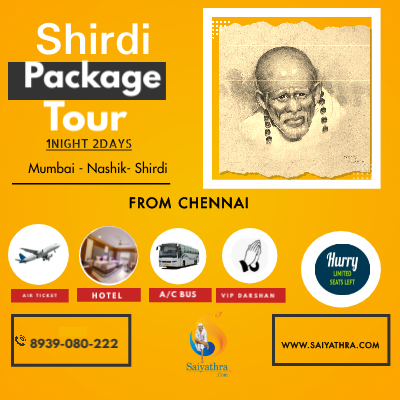 Shirdi
Package
Tour
1NIGHT 2DAYS
Mumbai - Nashik- Shirdi
FROM CHENNAI
AIR TICKET
HOTEL
A/C BUS
VIP DARSHAN
Hurry
LIMITED
SEATS LEFT
8939-080-222
Saiyathra
.Com
WWW.SAIYATHRA.COM